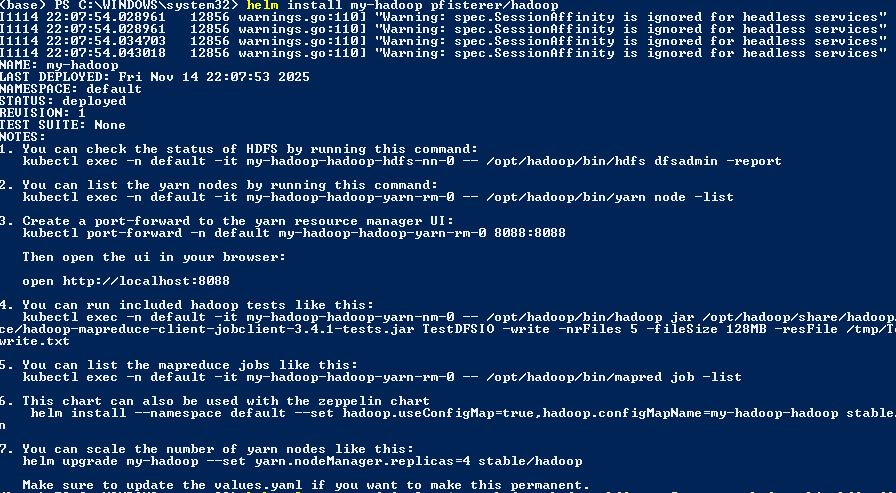 (base) PS C:\WINDOWS\system32> helm install my-hadoop pfisterer/hadoop
I1114 22:07:54.028961   12856 warnings.go:110] "Warning: spec.SessionAffinity is ignored for headless services"
I1114 22:07:54.028961   12856 warnings.go:110] "Warning: spec.SessionAffinity is ignored for headless services"
I1114 22:07:54.034703   12856 warnings.go:110] "Warning: spec.SessionAffinity is ignored for headless services"
I1114 22:07:54.043018   12856 warnings.go:110] "Warning: spec.SessionAffinity is ignored for headless services"
NAME: my-hadoop
LAST DEPLOYED: Fri Nov 14 22:07:53 2025
NAMESPACE: default
STATUS: deployed
REVISION: 1
TEST SUITE: None
NOTES:
1. You can check the status of HDFS by running this command:
   kubectl exec -n default -it my-hadoop-hadoop-hdfs-nn-0 -- /opt/hadoop/bin/hdfs dfsadmin -report
2. You can list the yarn nodes by running this command:
   kubectl exec -n default -it my-hadoop-hadoop-yarn-rm-0 -- /opt/hadoop/bin/yarn node -list
3. Create a port-forward to the yarn resource manager UI:
   kubectl port-forward -n default my-hadoop-hadoop-yarn-rm-0 8088:8088
   Then open the ui in your browser:
   open http://localhost:8088
4. You can run included hadoop tests like this:
   kubectl exec -n default -it my-hadoop-hadoop-yarn-nm-0 -- /opt/hadoop/bin/hadoop jar /opt/share/hadoop
ce/hadoop-mapreduce-client-jobclient-3.4.1-tests.jar TestDFSIO -write -nrFiles 5 -fileSize 128MB -resFile /tmp/Te
write.txt
5. You can list the mapreduce jobs like this:
   kubectl exec -n default -it my-hadoop-hadoop-yarn-rm-0 -- /opt/hadoop/bin/mapred job -list
6. This chart can also be used with the zeppelin chart
    helm install --namespace default --set hadoop.useConfigMap=true,hadoop.configMapName=my-hadoop-hadoop stable
n
7. You can scale the number of yarn nodes like this:
   helm upgrade my-hadoop --set yarn.nodeManager.replicas=4 stable/hadoop
   Make sure to update the values.yaml if you want to make this permanent.